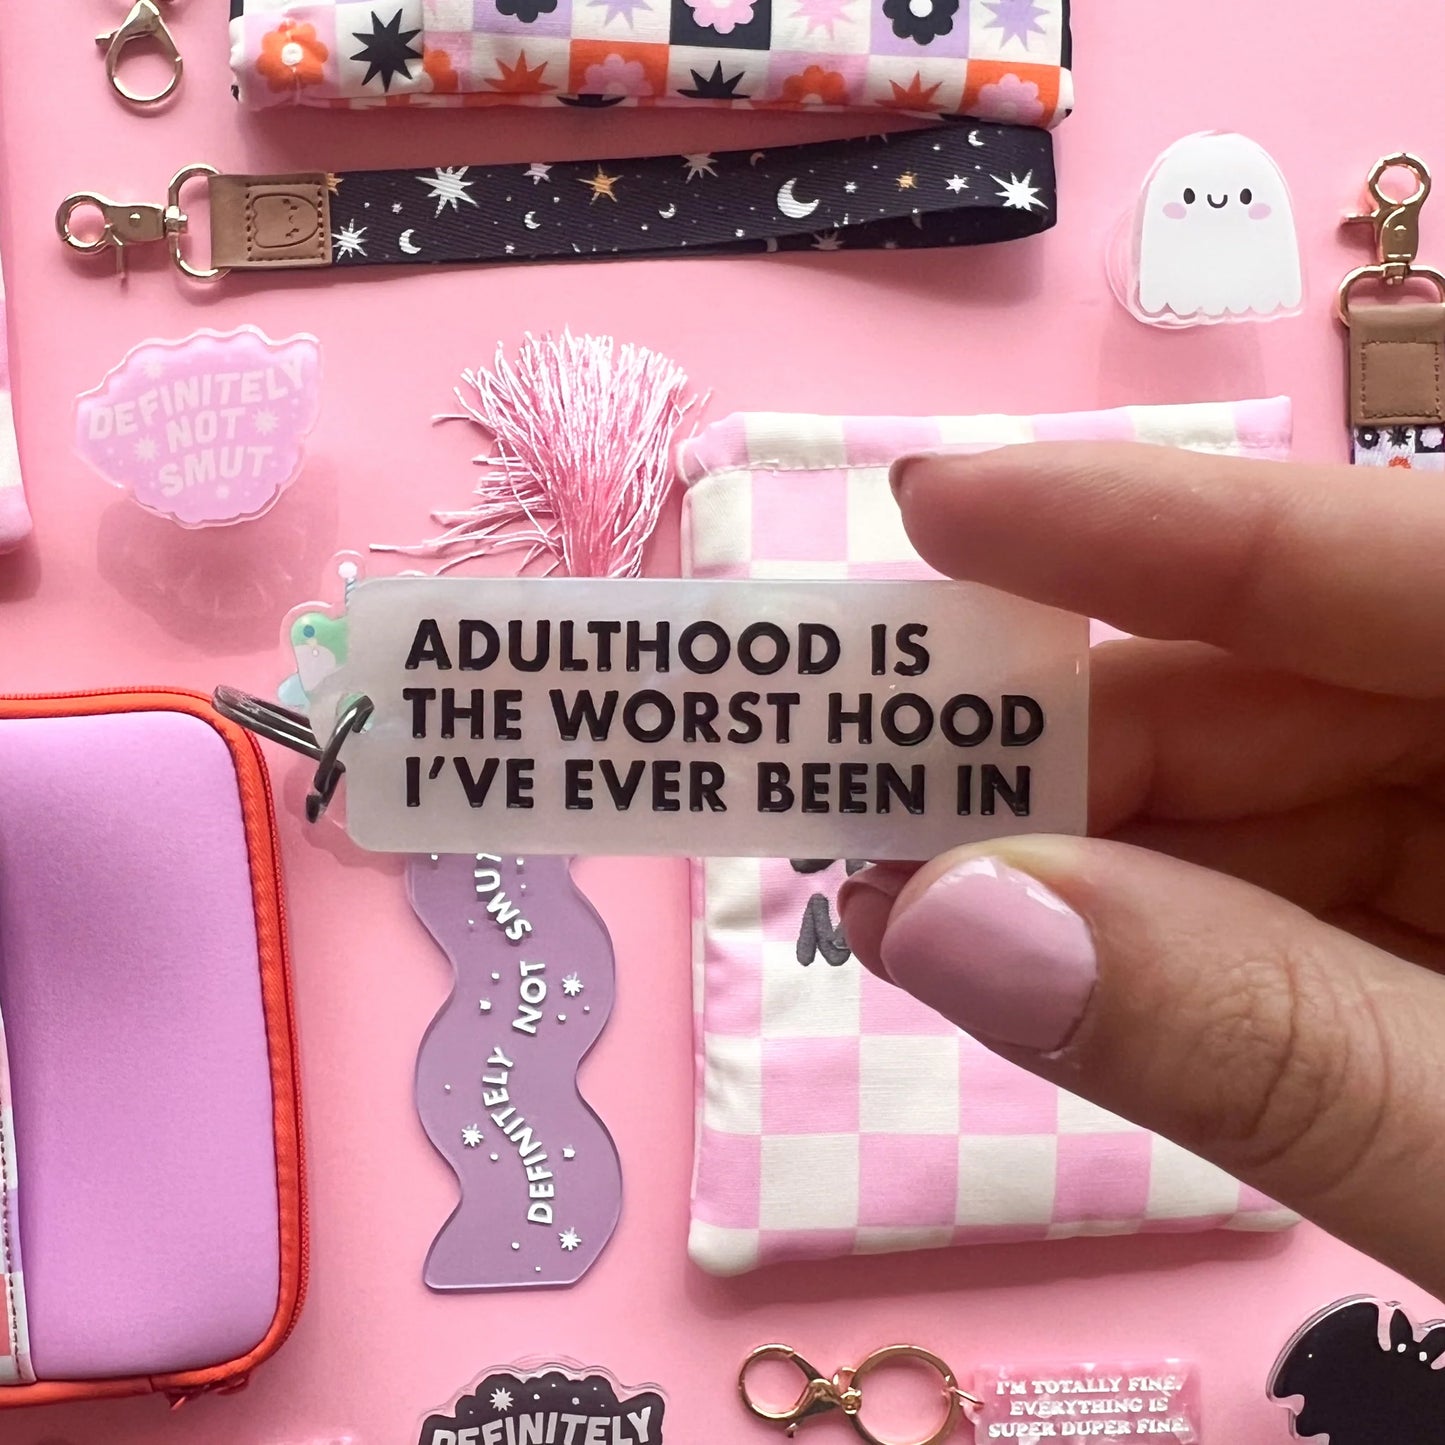 DEFINITELY
NOT
SMUT
ADULTHOOD IS
THE WORST HOOD
I'VE EVER BEEN IN
DEFINITELY NOT
I'M TOTALLY FINE.
EVERYTHING IS
SUPER DUPER FINE.
DEFINITELY